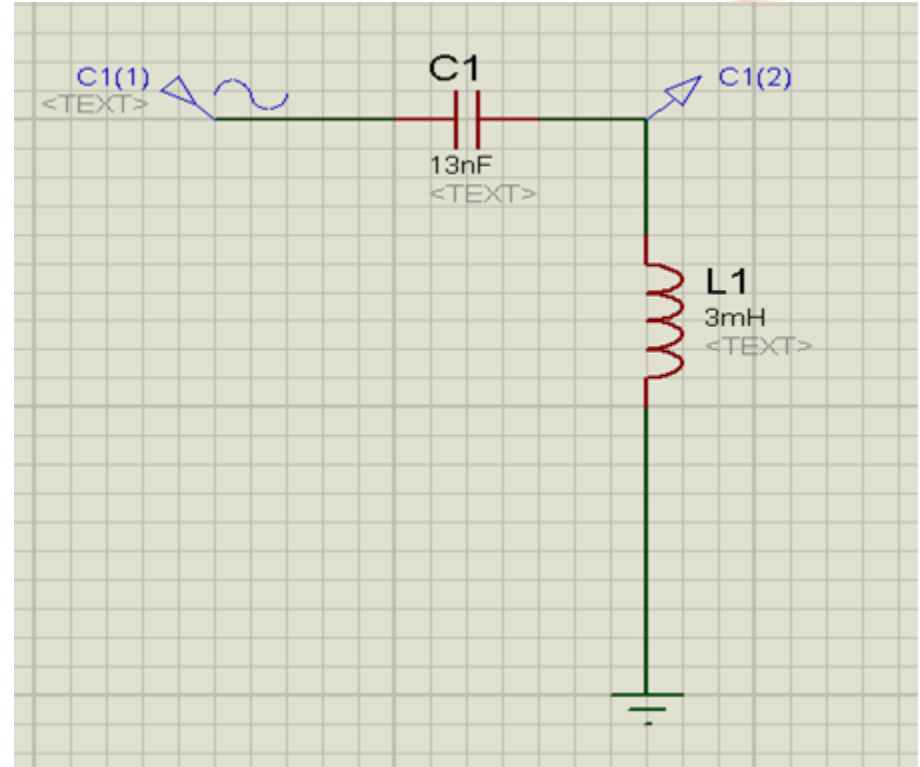 C1(1)
<TEXT>
C1
13nF
<TEXT>
C1(2)
L1
3mH
<TEXT>